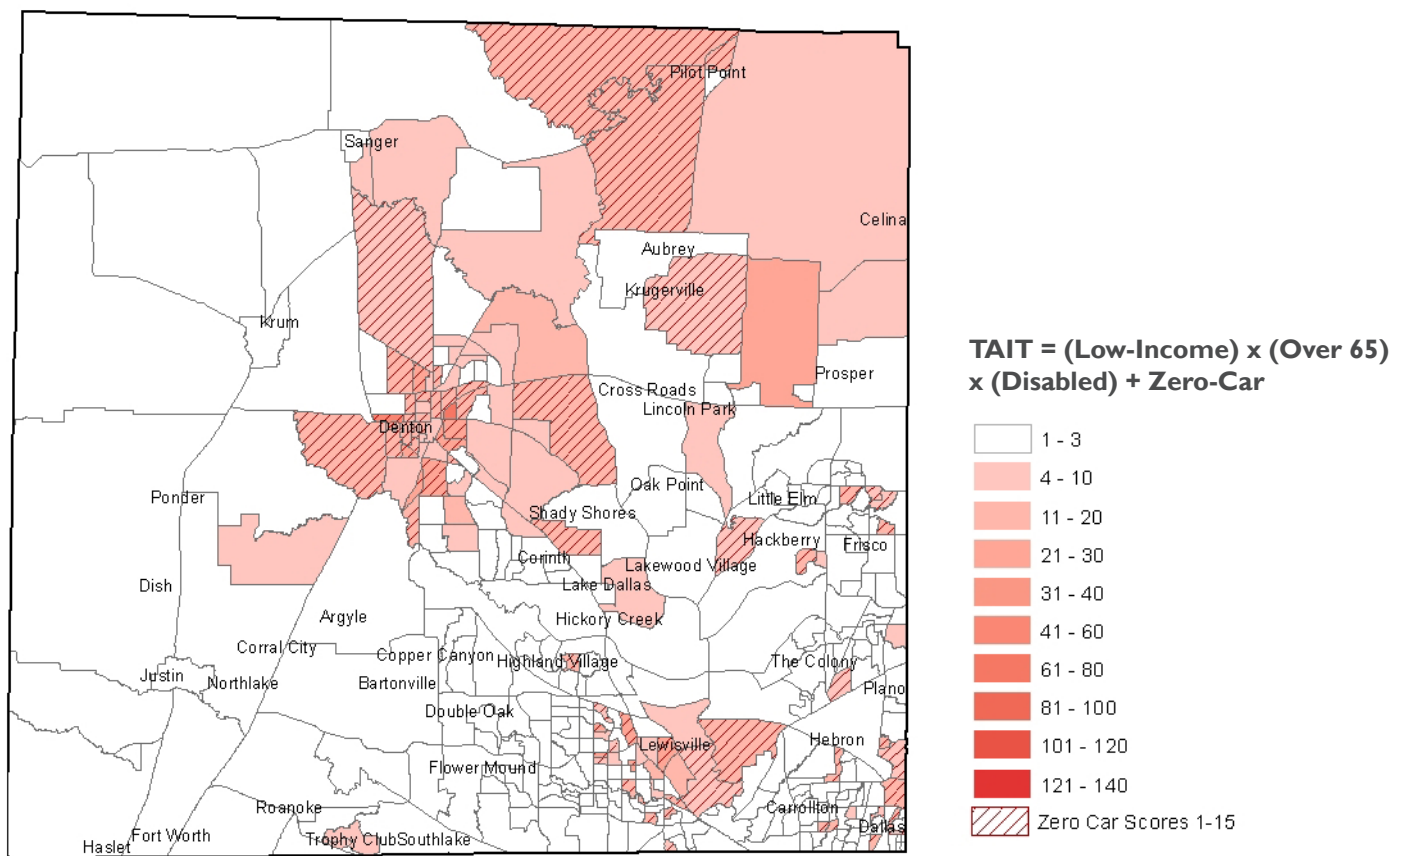 Pilot Point
Sanger
Celina
Aubrey
Krugerville
Krum
TAIT = (Low-Income) x (Over 65)
x (Disabled) + Zero-Car
Prosper
Cross Roads
Lincoln Park
Denton
1 - 3
4 - 10
Oak Point
Ponder
Little Elm
Shady Shores
11 - 20
Hackberry
Frisco
Corinth
21 - 30
Lakewood Village
Dish
Lake Dallas
31 - 40
Argyle
Hickory Creek
41 - 60
Corral City
Copper Canyon
Highland Village
The Colony
61 - 80
Justin
Northlake
Bartonville
Plano
81 - 100
Double Oak
Lewisville
Hebron
101 - 120
Flower Mound
121 - 140
Roanoke
Carrollton
Zero Car Scores 1-15
Dallas
Fort Worth
Trophy Club
Southlake
Haslet